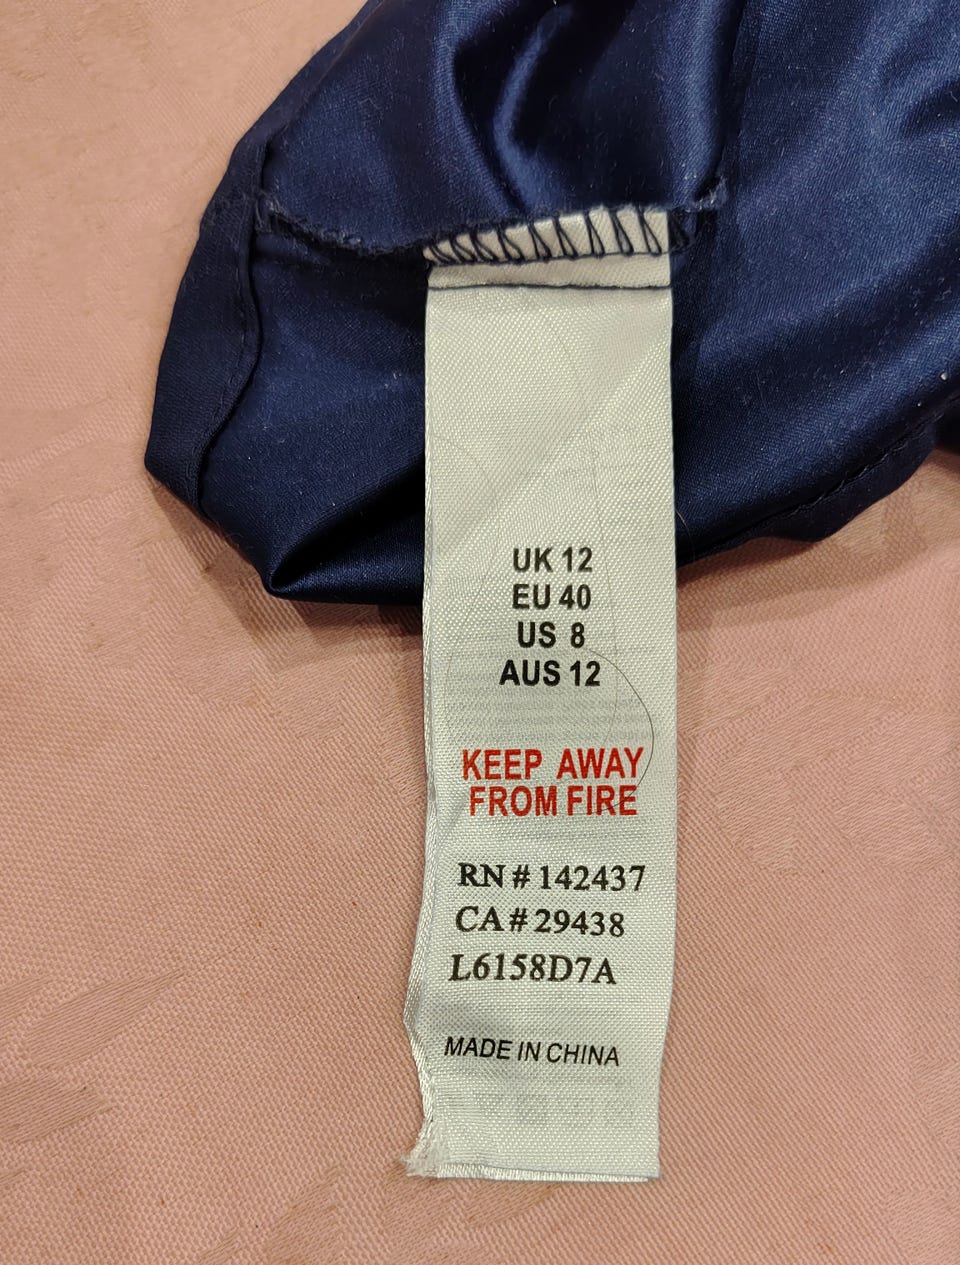 UK 12
EU 40
US 8
AUS 12
KEEP AWAY
FROM FIRE
RN # 142437
CA # 29438
L6158D7A
MADE IN CHINA